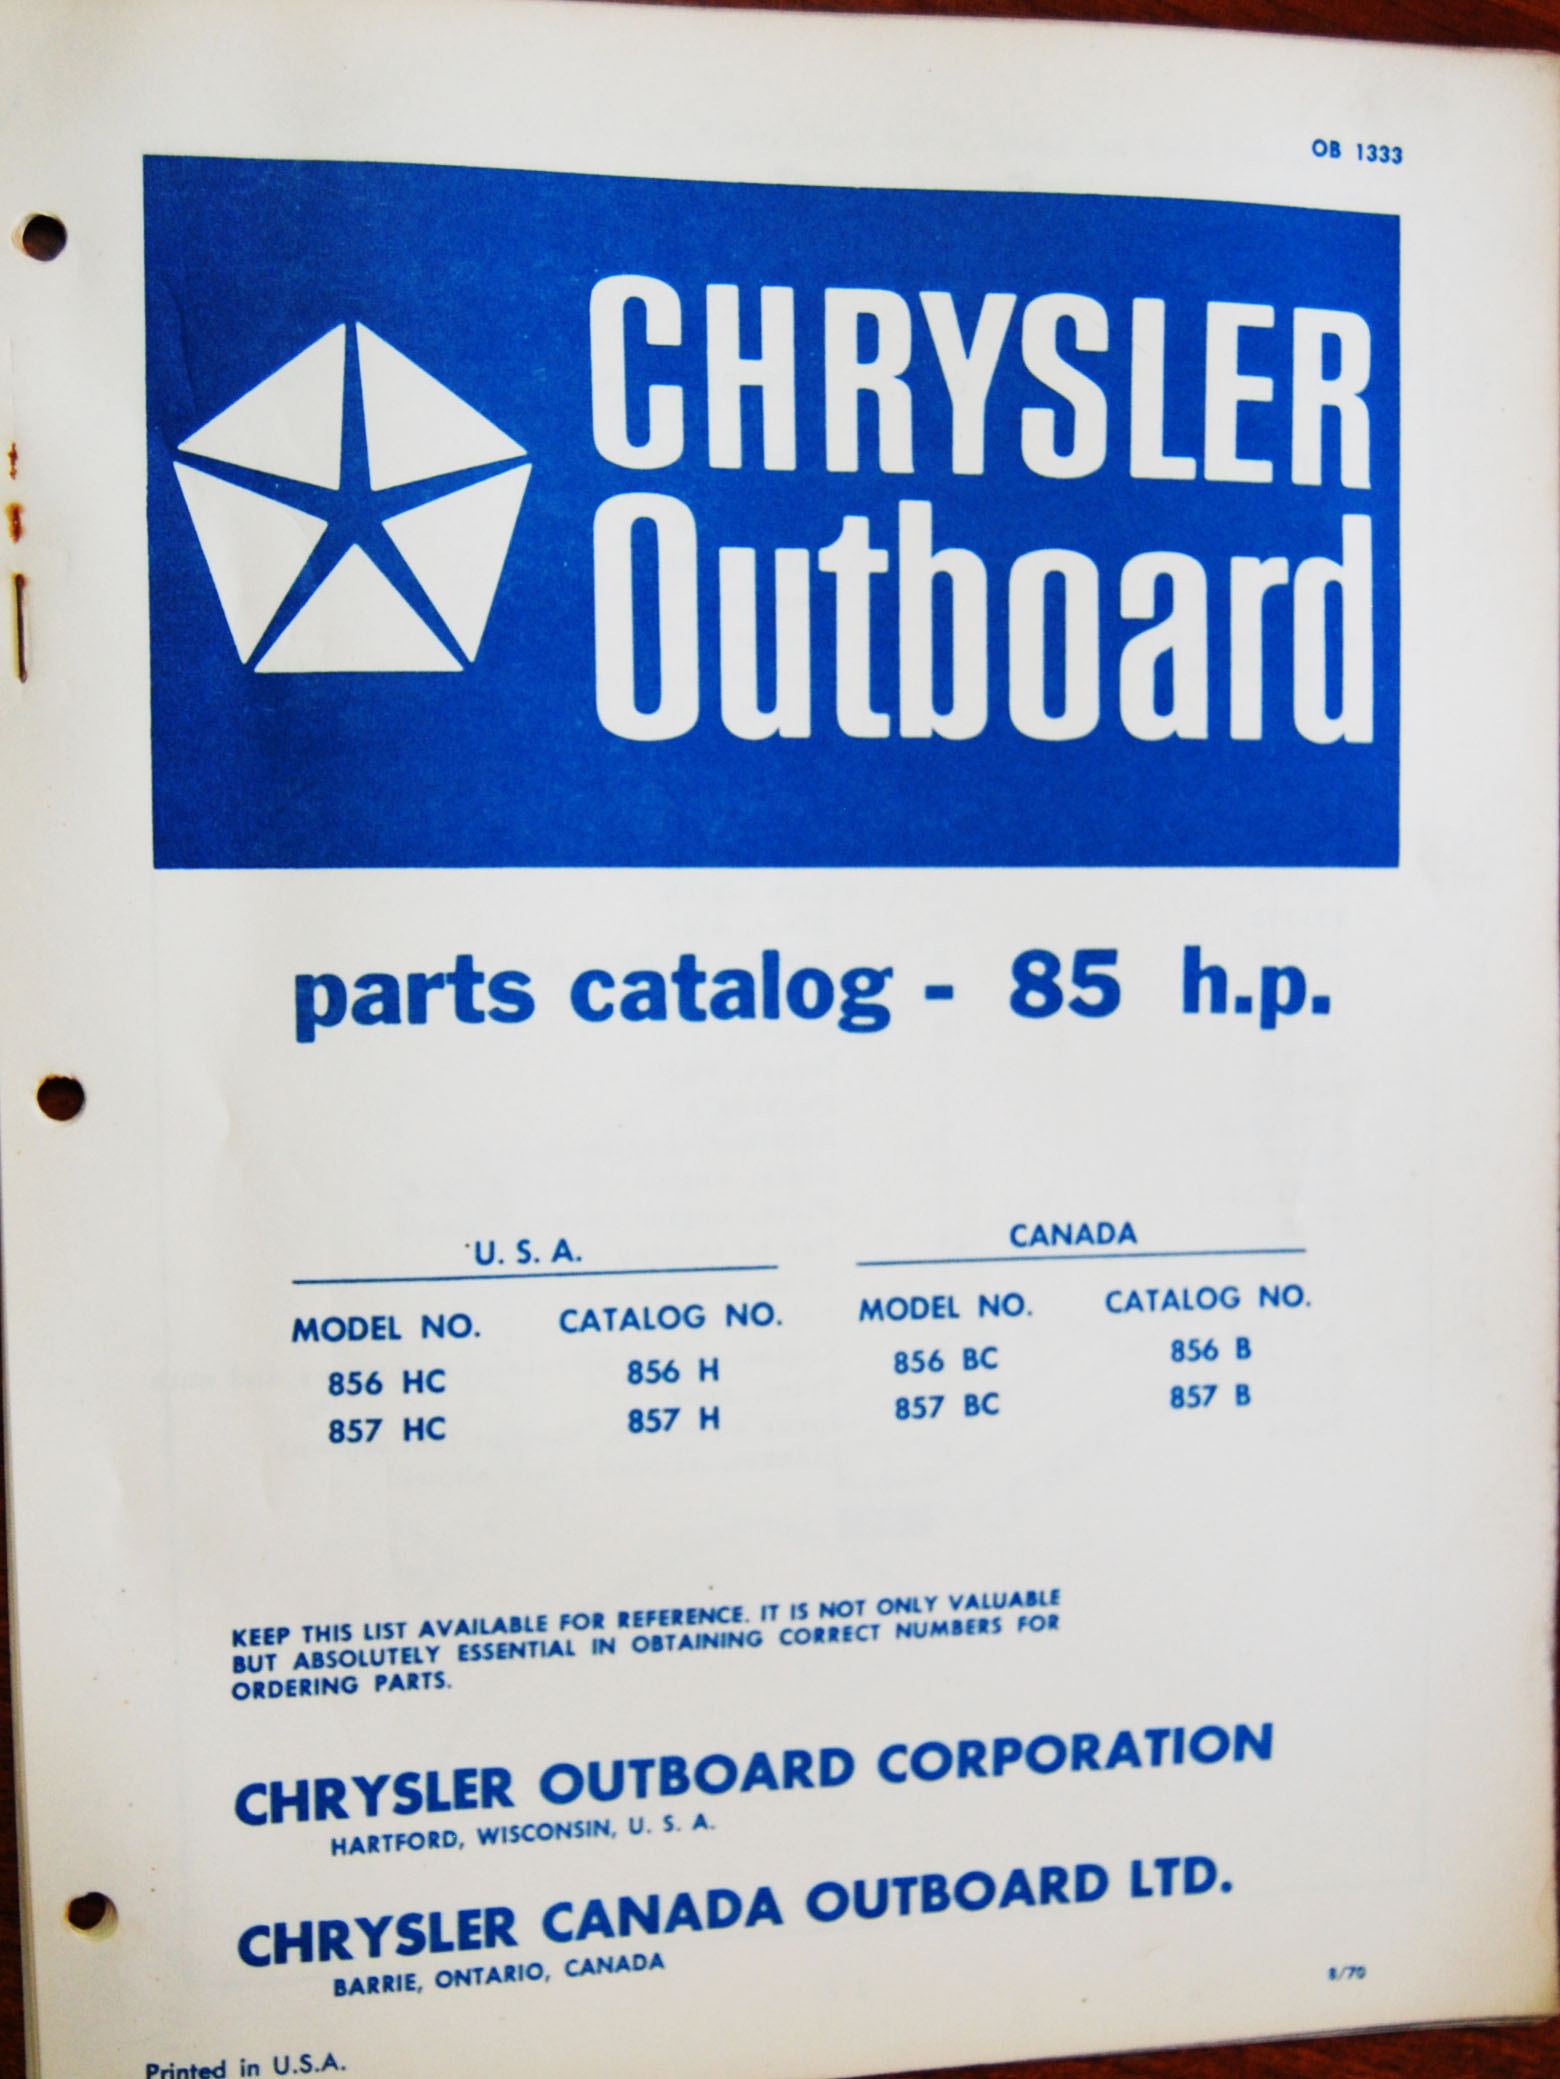 OB 1333
CHRYSLER
Outboard
parts catalog - 85 h.p.
U. S. A.
CANADA
MODEL NO. CATALOG NO. MODEL NO. CATALOG NO.
856 HC 856 H 856 BC 856 B
857 HC 857 H 857 BC 857 B
KEEP THIS LIST AVAILABLE FOR REFERENCE. IT IS NOT ONLY VALUABLE
BUT ABSOLUTELY ESSENTIAL IN OBTAINING CORRECT NUMBERS FOR
ORDERING PARTS.
CHRYSLER OUTBOARD CORPORATION
HARTFORD, WISCONSIN, U. S. A.
CHRYSLER CANADA OUTBOARD LTD.
BARRIE, ONTARIO, CANADA
8/70
Printed in U.S.A.